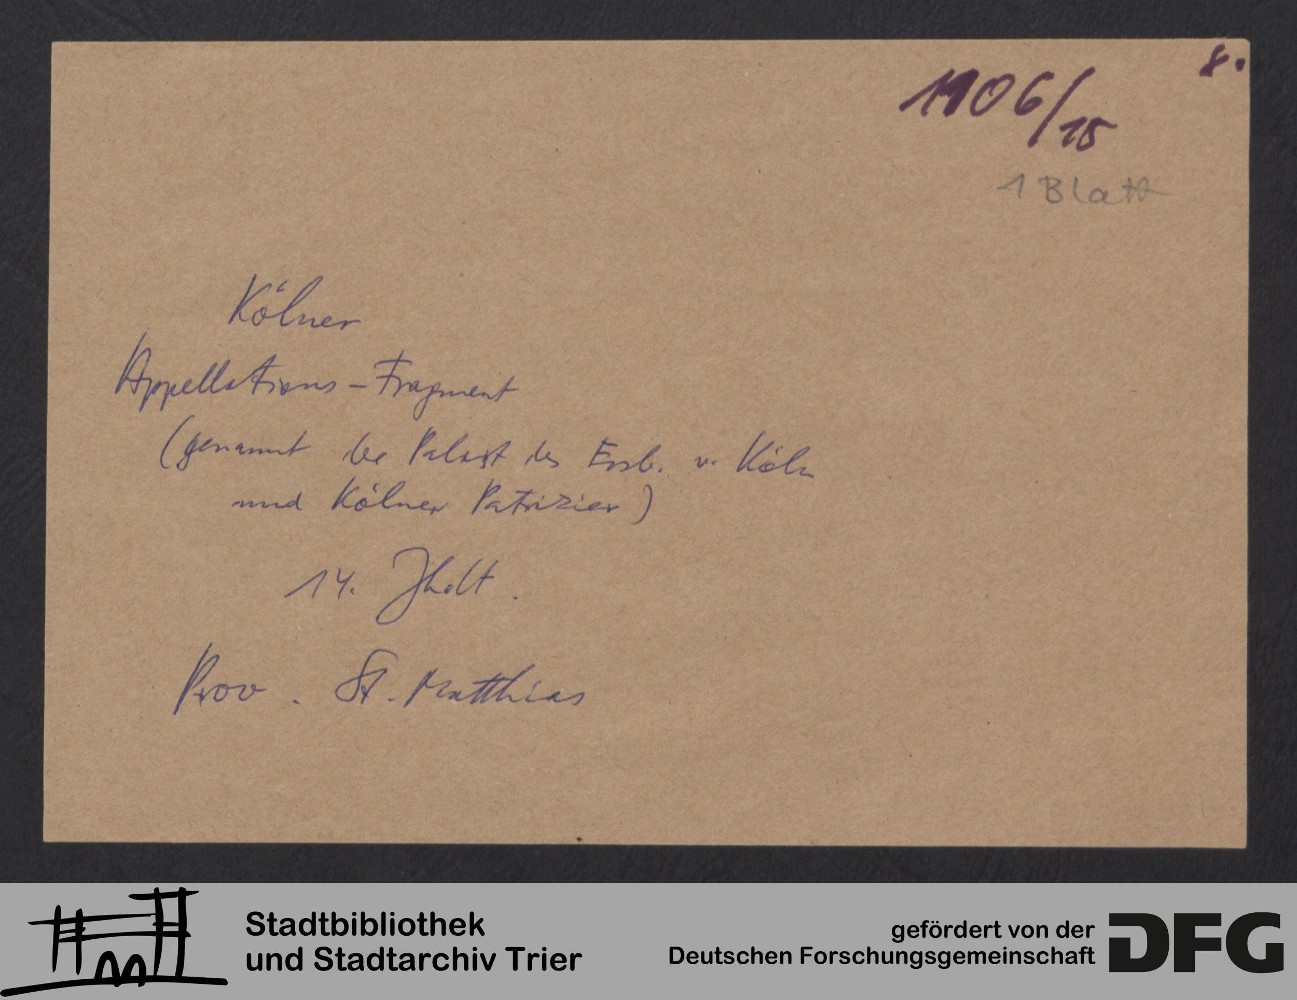 8.
1906/15
1 Blatt
Kölner
Appellations-Fragment
(genannt der Palast des Erzb. v. Köln
und Kölner Patrizier)
14. Jhdt.
Prov. St. Matthias
Stadtbibliothek
und Stadtarchiv Trier
gefördert von der
Deutschen Forschungsgemeinschaft
DFG